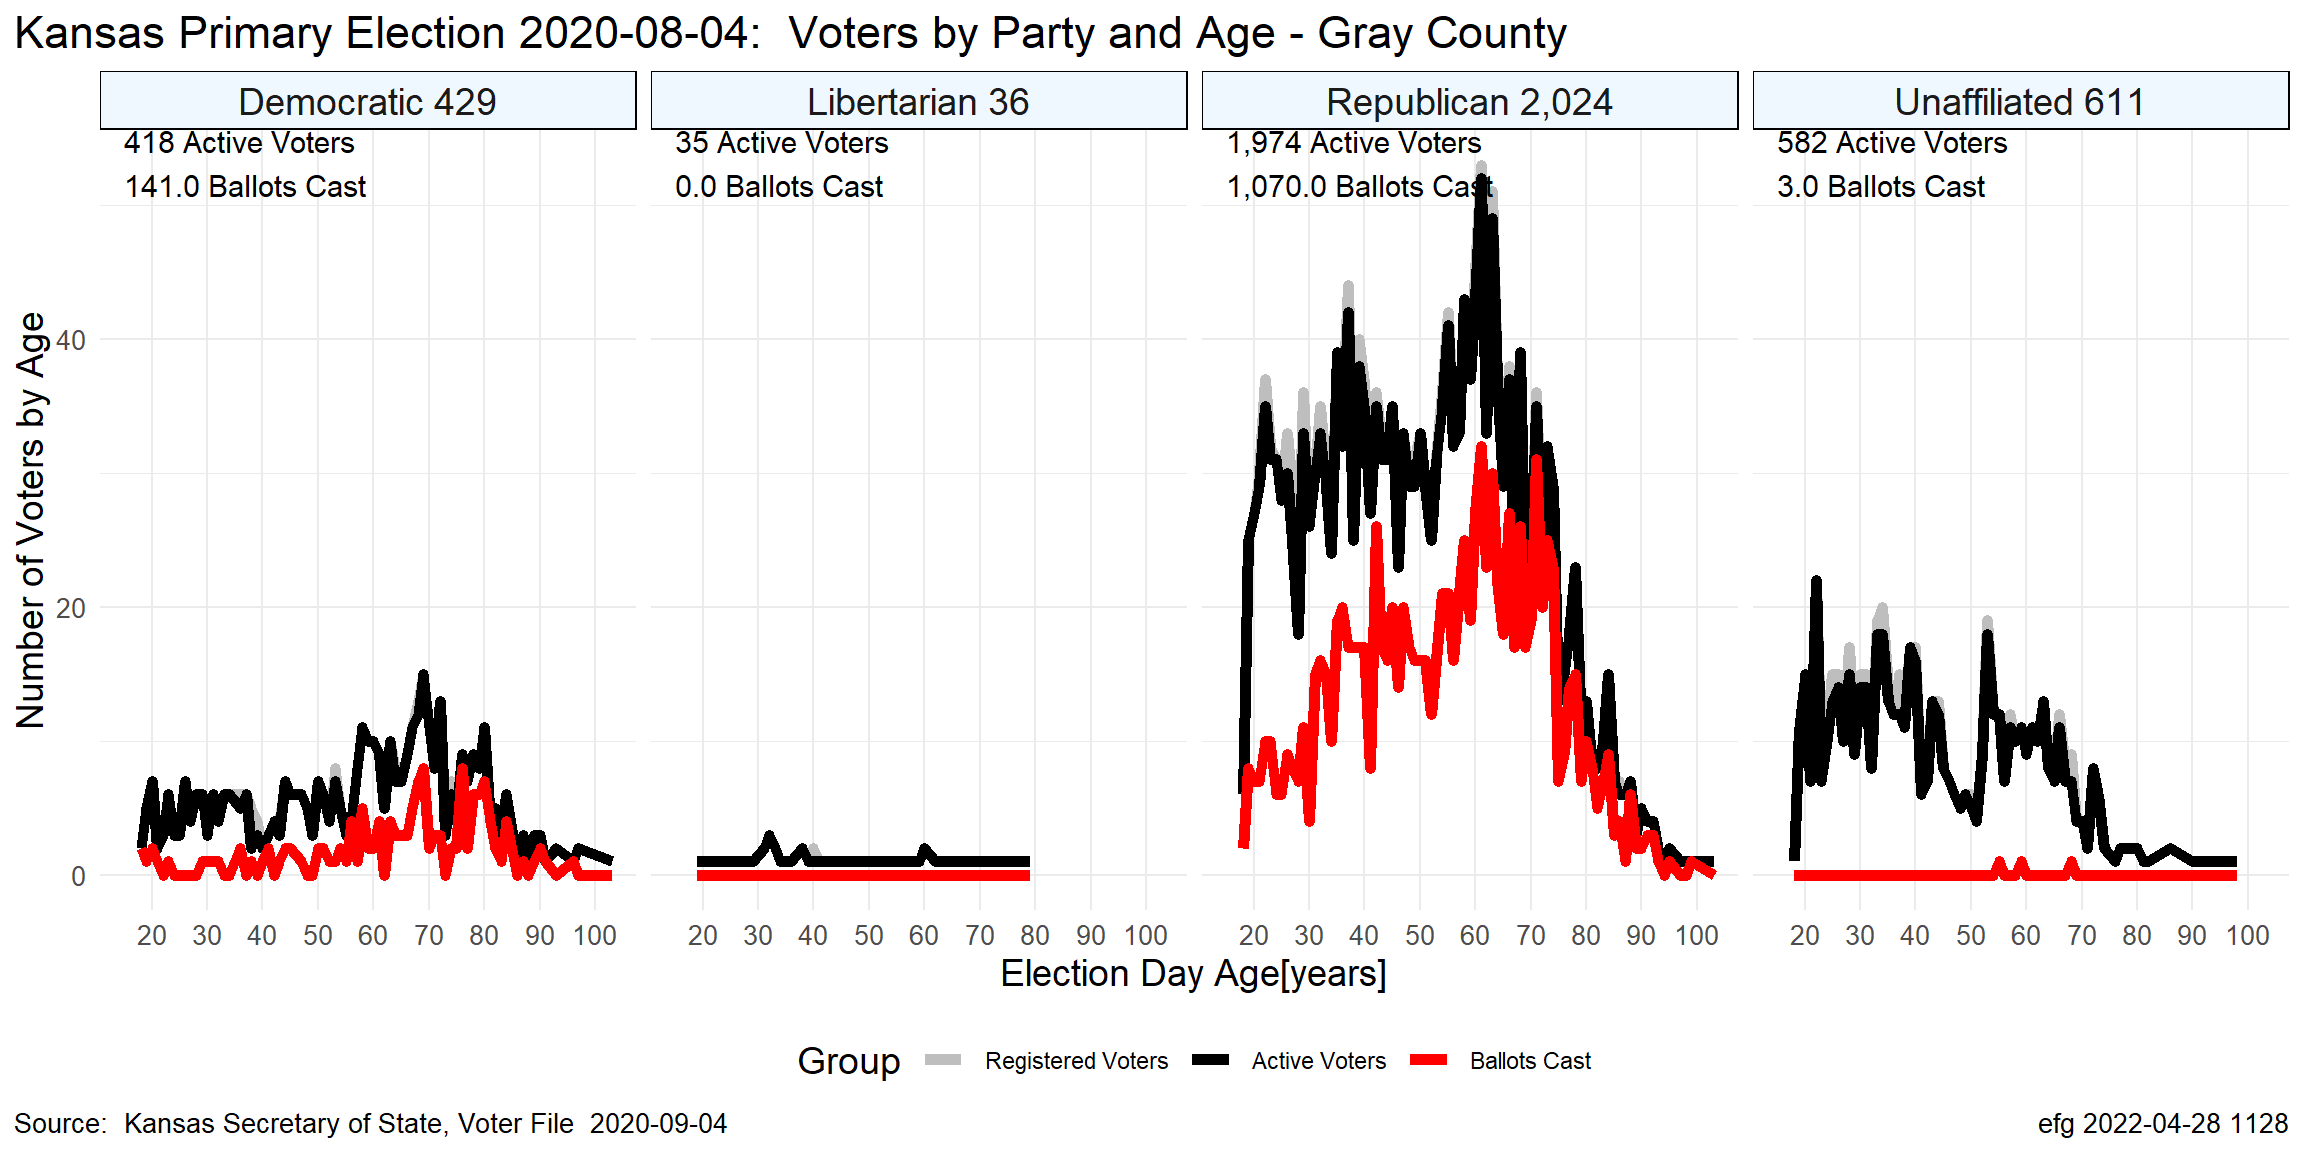 Kansas Primary Election 2020-08-04:  Voters by Party and Age - Gray County
Democratic 429
Libertarian 36
Republican 2,024
Unaffiliated 611
418 Active Voters
141.0 Ballots Cast
35 Active Voters
0.0 Ballots Cast
1,974 Active Voters
1,070.0 Ballots Cast
582 Active Voters
3.0 Ballots Cast
Number of Voters by Age
40
20
0
20 30 40 50 60 70 80 90 100
20 30 40 50 60 70 80 90 100
20 30 40 50 60 70 80 90 100
20 30 40 50 60 70 80 90 100
Election Day Age[years]
Group Registered Voters Active Voters Ballots Cast
Source:  Kansas Secretary of State, Voter File  2020-09-04
efg 2022-04-28 1128